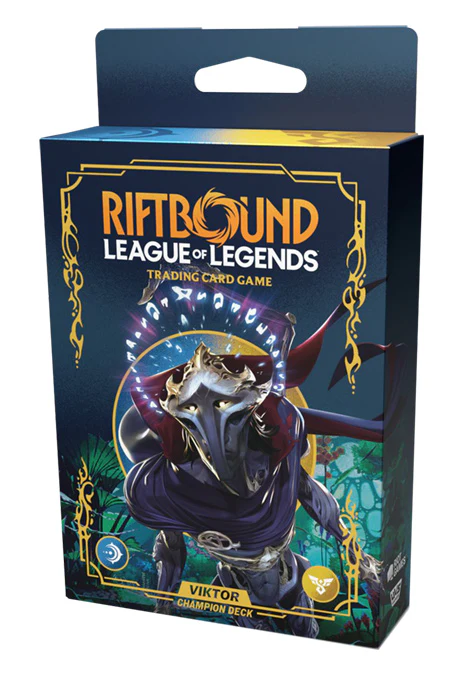 RIFTBOUND
LEAGUE OF LEGENDS
TRADING CARD GAME
VIKTOR
CHAMPION DECK